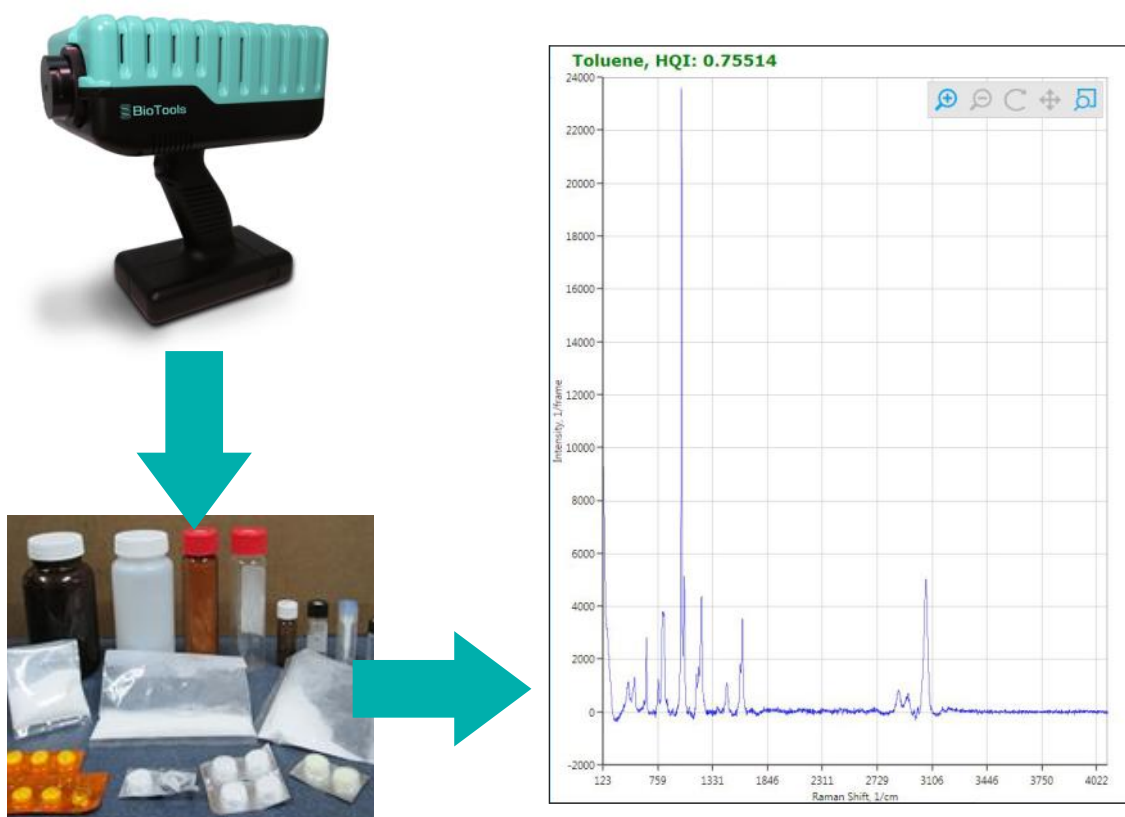 BioTools
Toluene, HQI: 0.75514
24000
22000
20000
18000
16000
14000
12000
10000
8000
6000
4000
2000
0
-2000
Intensity, 1/frame
123 759 1331 1846 2311 2729 3106 3446 3750 4022
Raman Shift, 1/cm